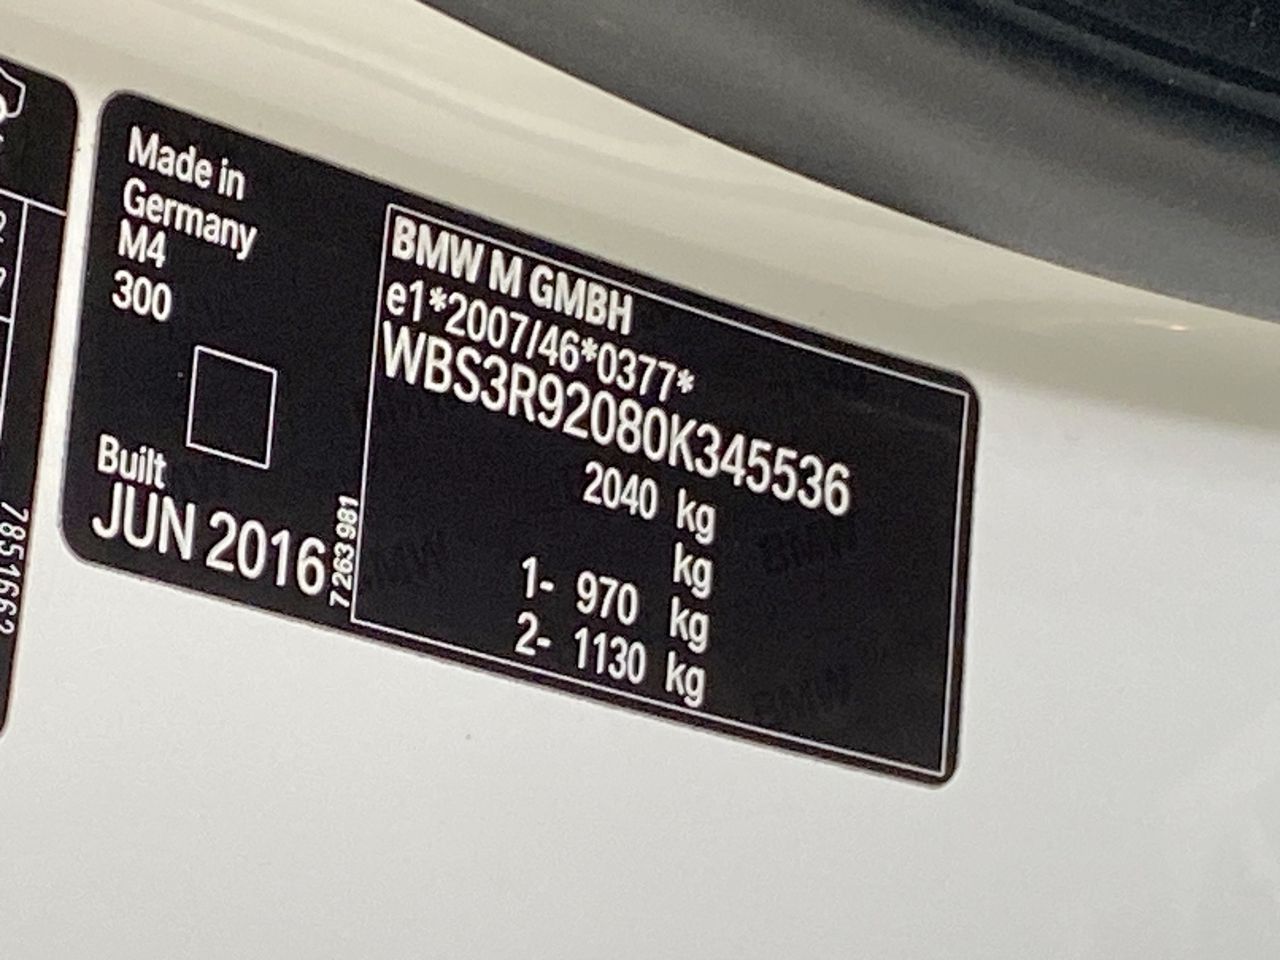 Made in
Germany
M4
300
Built
JUN 2016
7 263 981
BMW M GMBH
e1*2007/46*0377*
WBS3R92080K345536
2040 kg
kg
1- 970 kg
2- 1130 kg
7851662